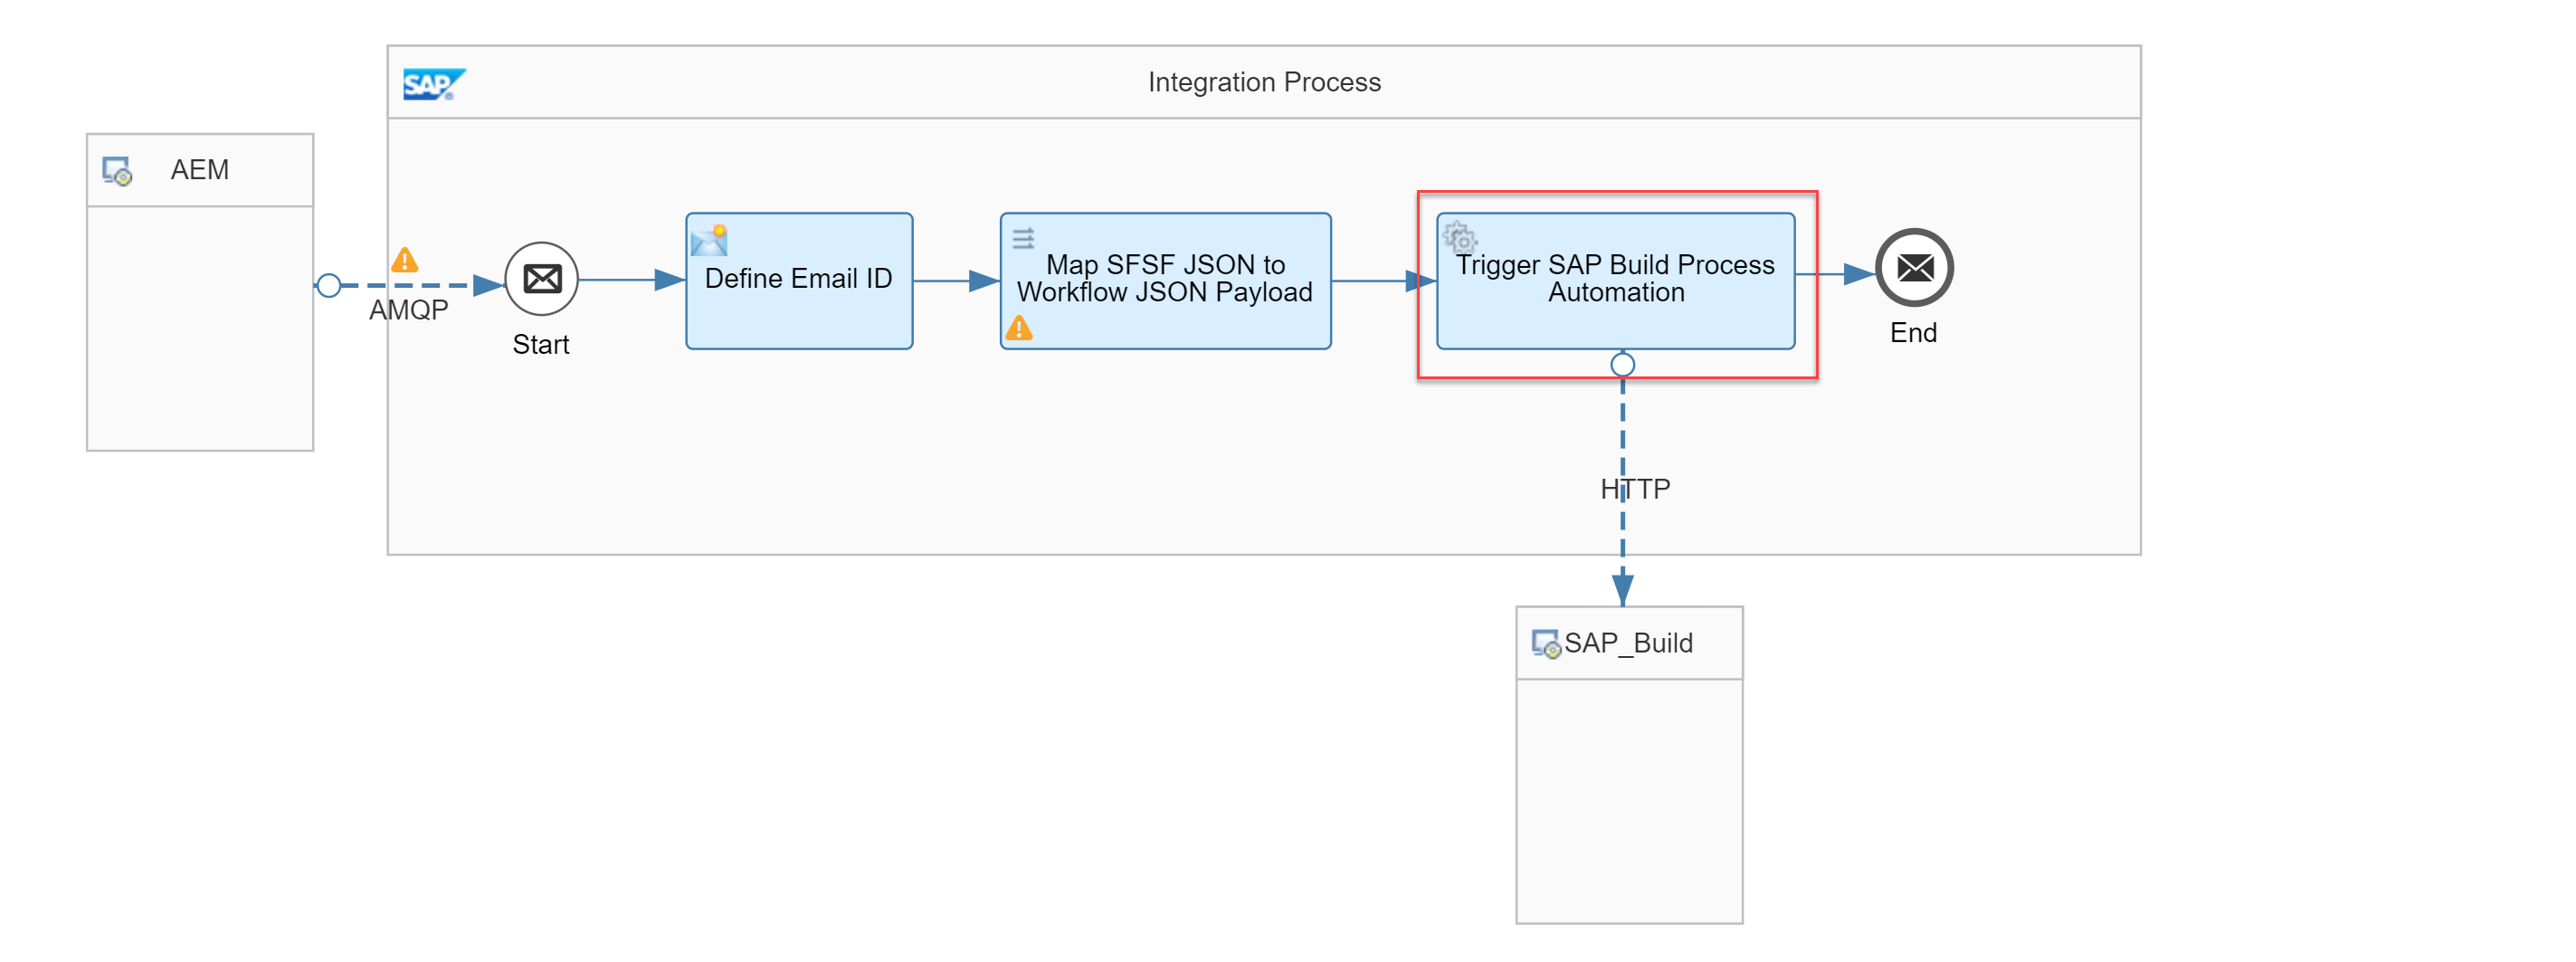 SAP
Integration Process
AEM
AMQP
Start
Define Email ID
Map SFSF JSON to
Workflow JSON Payload
Trigger SAP Build Process
Automation
End
HTTP
SAP_Build